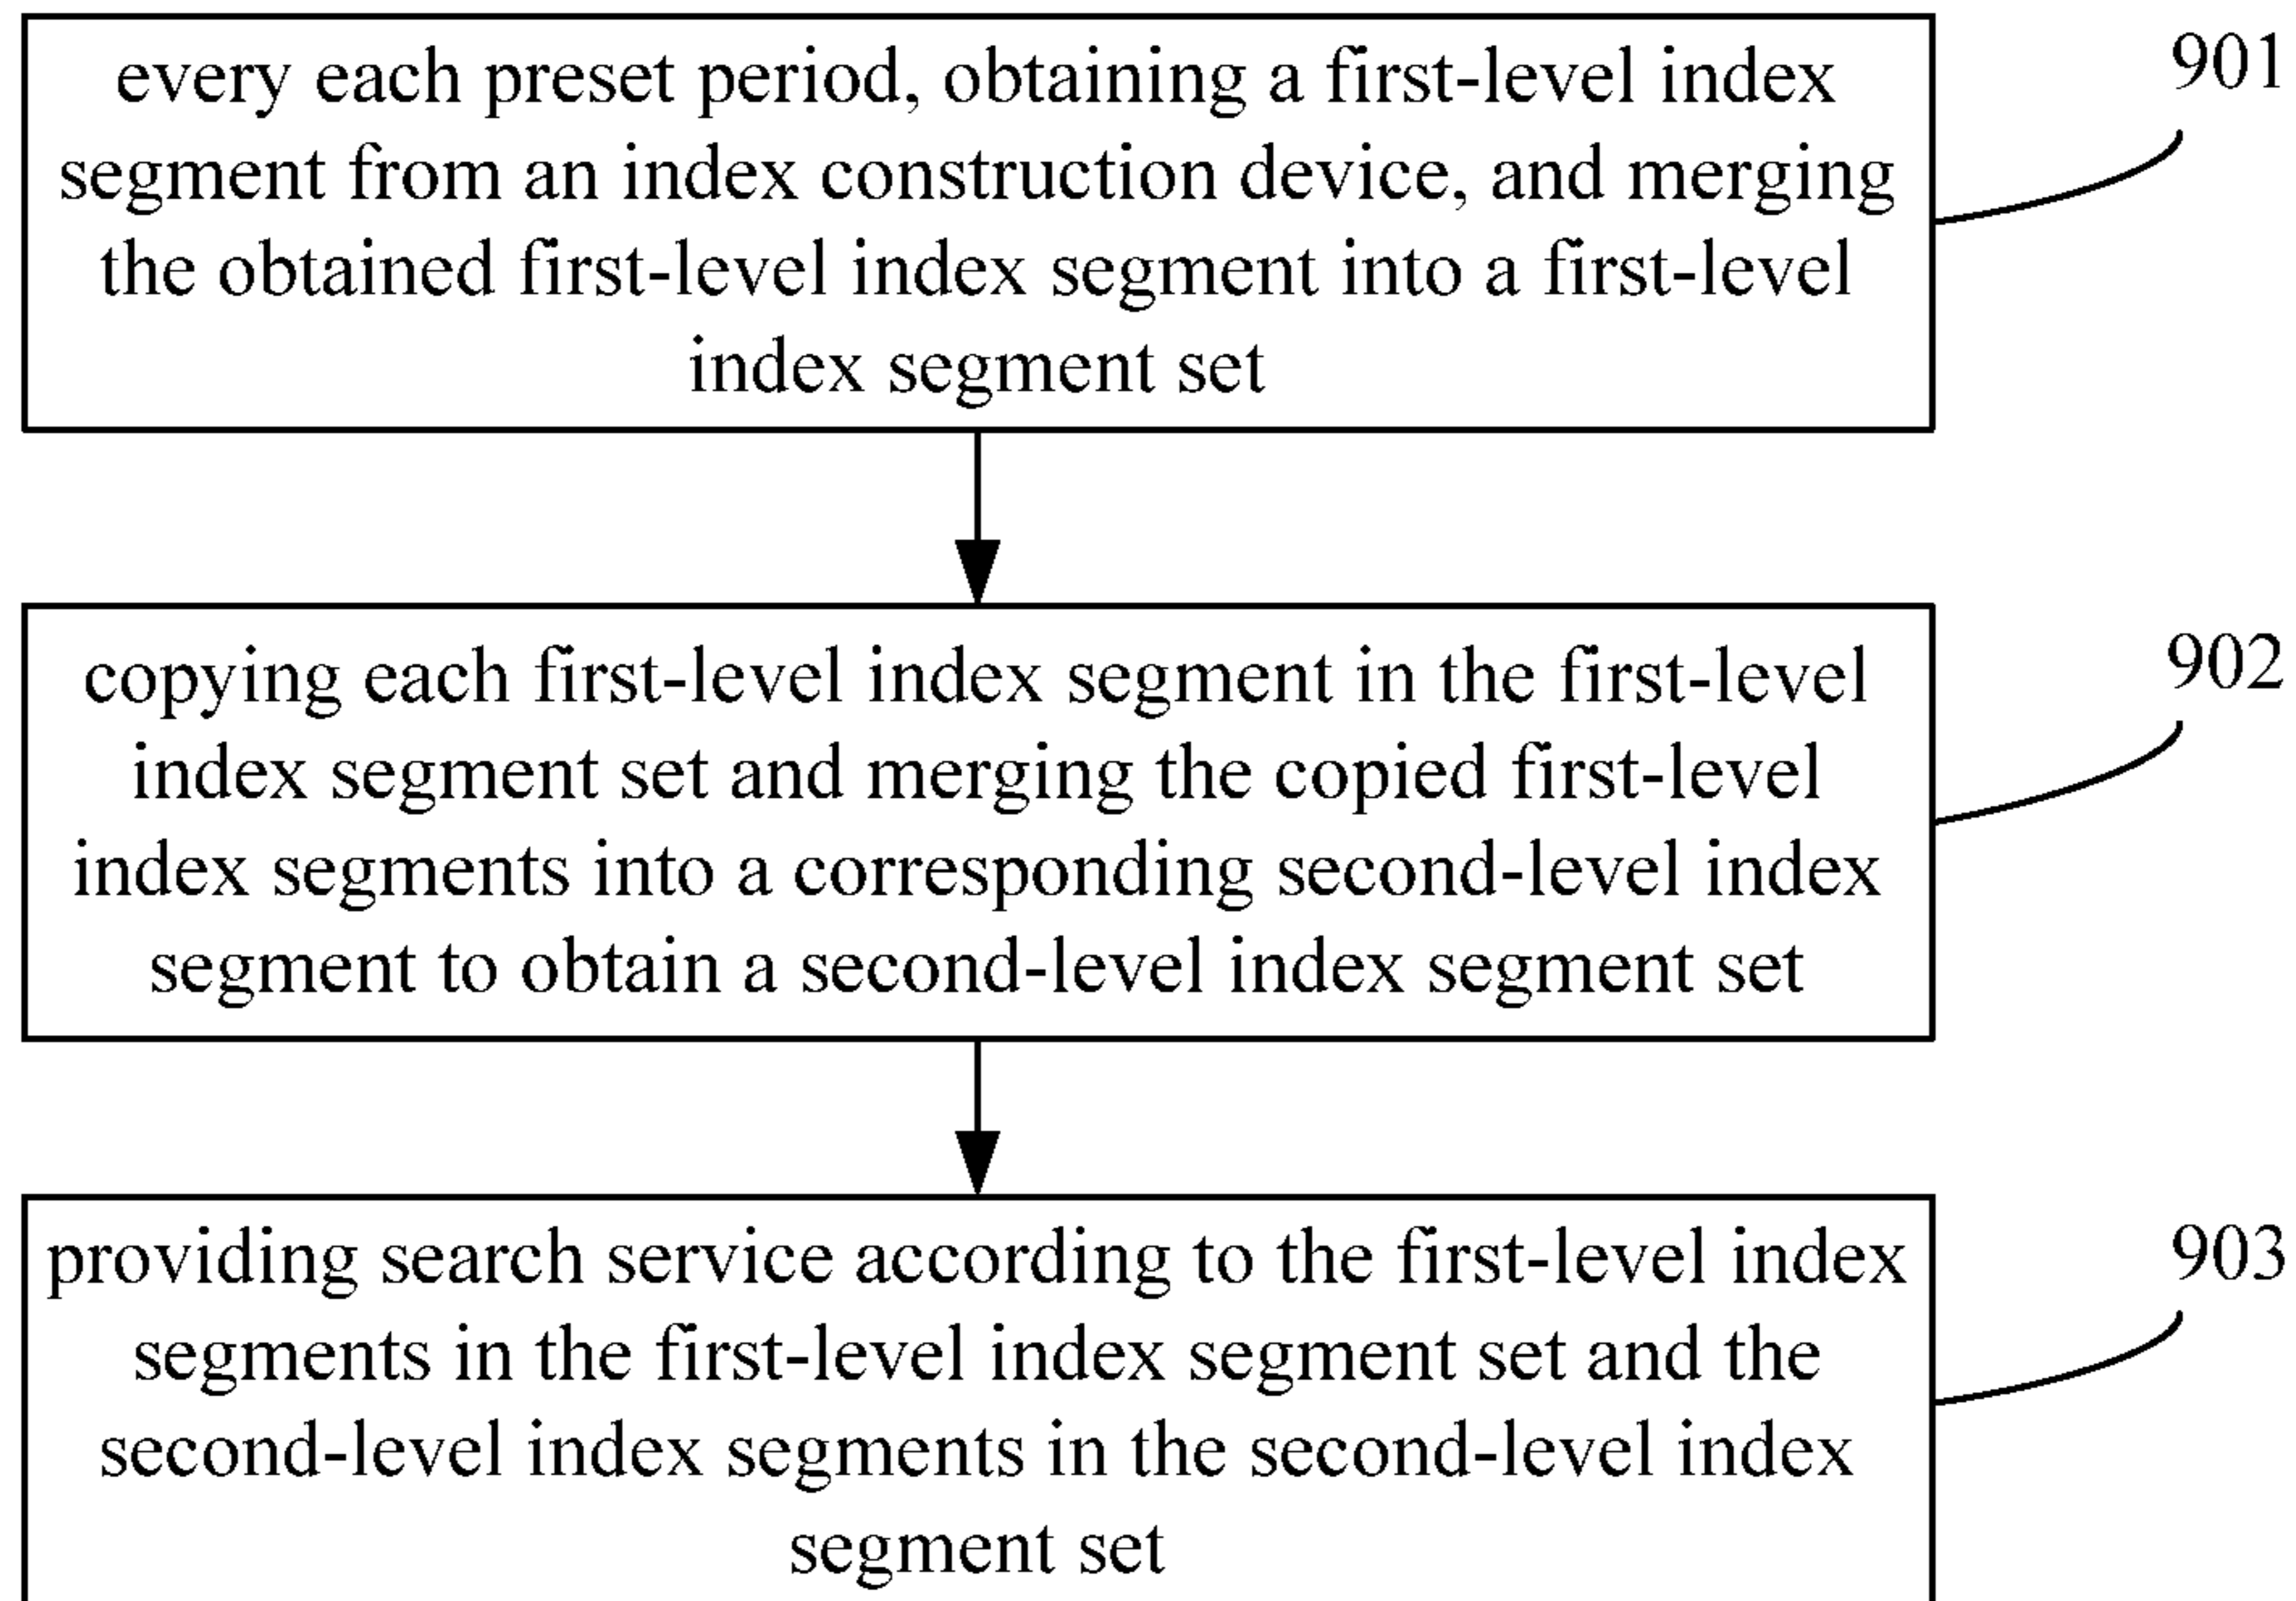 every each preset period, obtaining a first-level index
segment from an index construction device, and merging
the obtained first-level index segment into a first-level
index segment set
901
copying each first-level index segment in the first-level
index segment set and merging the copied first-level
index segments into a corresponding second-level index
segment to obtain a second-level index segment set
902
providing search service according to the first-level index
segments in the first-level index segment set and the
second-level index segments in the second-level index
segment set
903